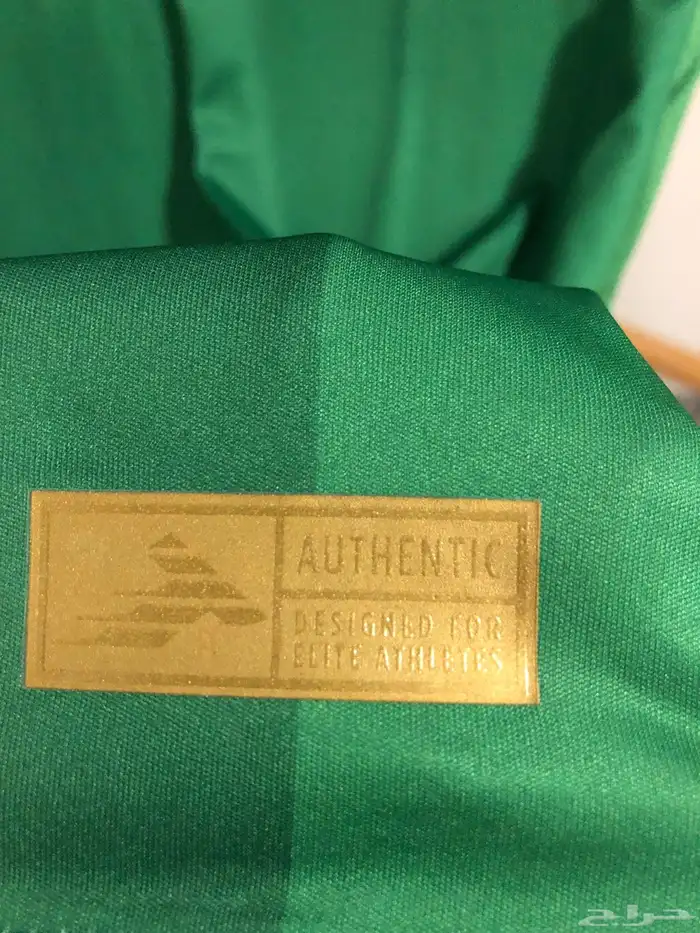 AUTHENTIC
DESIGNED FOR
ELITE ATHLETES
حراج